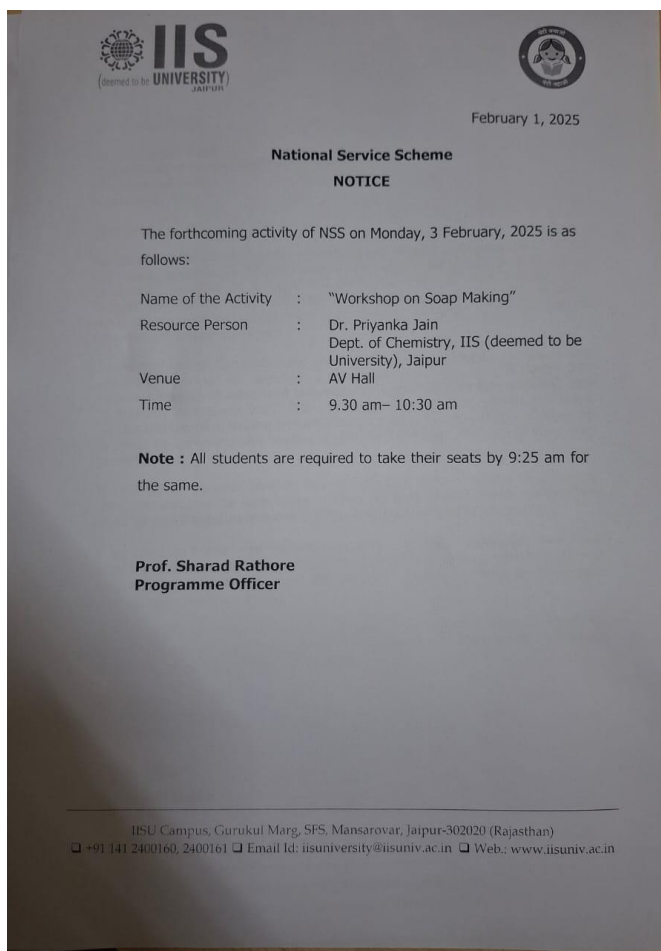 IIS
(deemed to be UNIVERSITY)
JAIPUR
February 1, 2025
National Service Scheme
NOTICE
The forthcoming activity of NSS on Monday, 3 February, 2025 is as
follows:
Name of the Activity : “Workshop on Soap Making”
Resource Person : Dr. Priyanka Jain
Dept. of Chemistry, IIS (deemed to be
University), Jaipur
Venue : AV Hall
Time : 9.30 am– 10:30 am
Note : All students are required to take their seats by 9:25 am for
the same.
Prof. Sharad Rathore
Programme Officer
IISU Campus, Gurukul Marg, SFS, Mansarovar, Jaipur-302020 (Rajasthan)
❑ +91 141 2400160, 2400161 ❑ Email Id: iisuniversity@iisuniv.ac.in ❑ Web.: www.iisuniv.ac.in